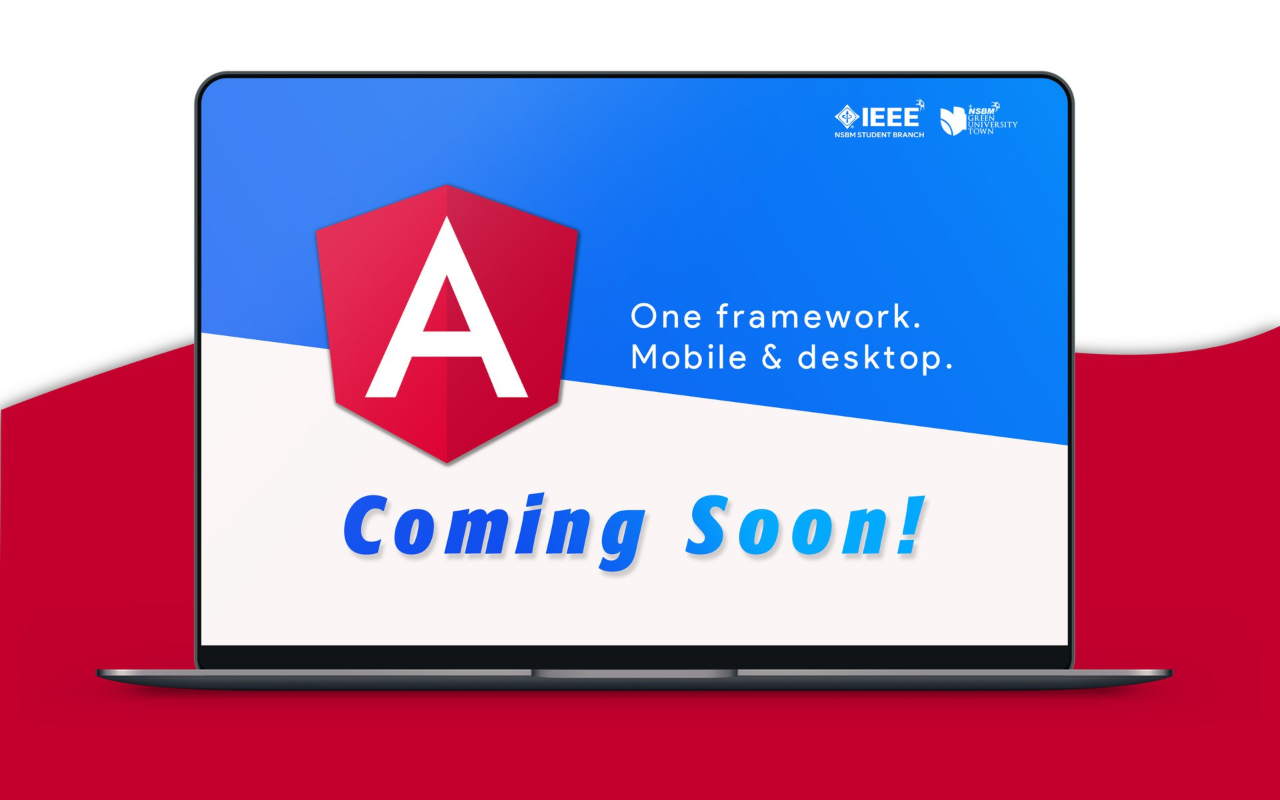 IEEE
NSBM STUDENT BRANCH
NSBM
GREEN
UNIVERSITY
TOWN
A
One framework.
Mobile & desktop.
Coming Soon!